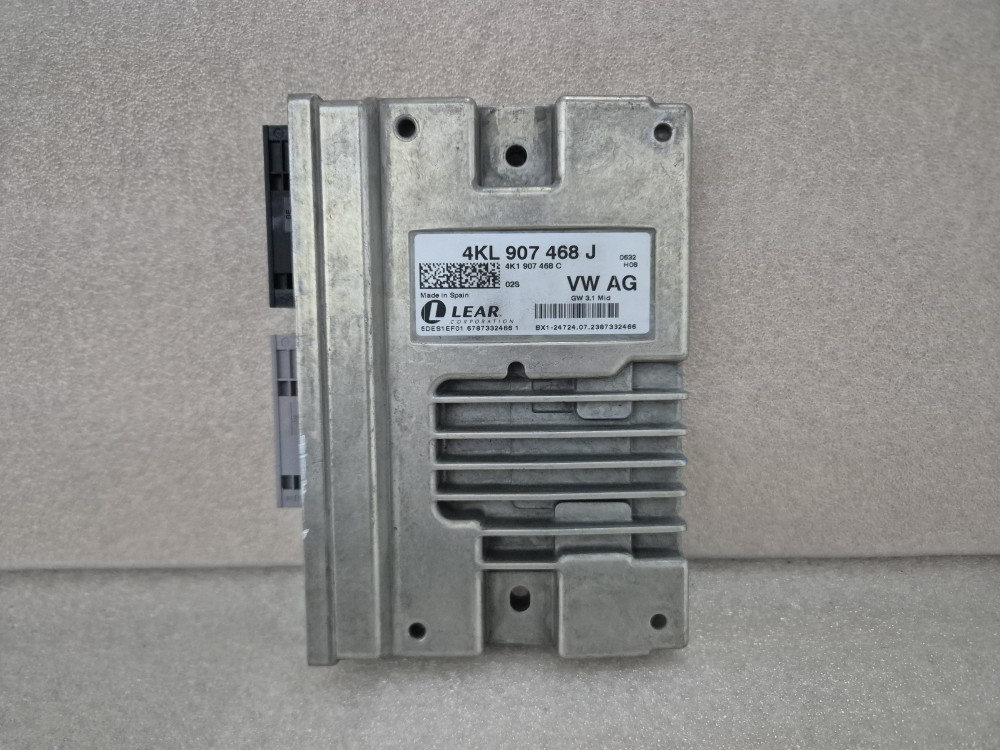 4KL 907 468 J
0632
4K1 907 468 C
H08
02S
VW AG
Made in Spain
GW 3.1 Mid
LEAR
CORPORATION
5DES1EF01 6787332466 1
BX1-24724.07.2387332466